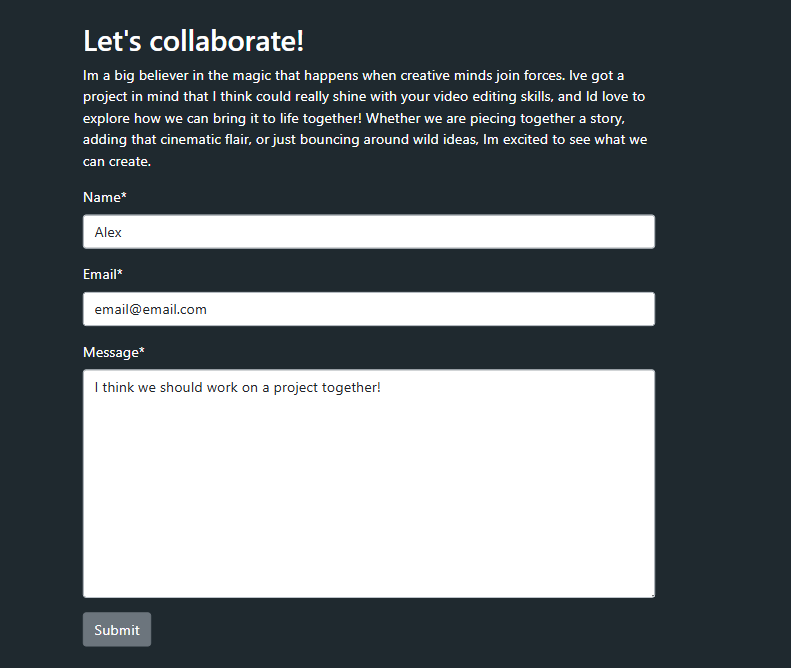 Let's collaborate!
Im a big believer in the magic that happens when creative minds join forces. Ive got a
project in mind that I think could really shine with your video editing skills, and Id love to
explore how we can bring it to life together! Whether we are piecing together a story,
adding that cinematic flair, or just bouncing around wild ideas, Im excited to see what we
can create.
Name*
Alex
Email*
email@email.com
Message*
I think we should work on a project together!
Submit